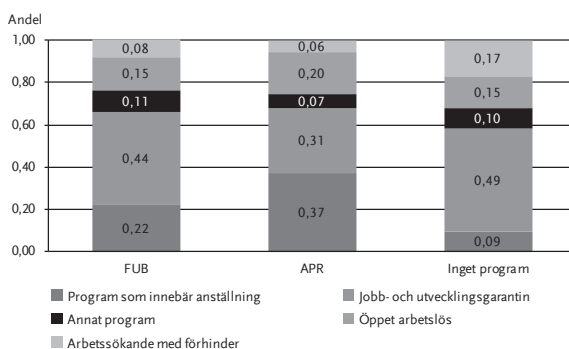 Andel
1,00
0,80
0,60
0,40
0,20
0,00
0,08 0,06 0,17
0,15 0,20 0,15
0,11 0,07 0,10
0,44 0,31 0,49
0,22 0,37 0,09
FUB APR Inget program
Program som innebär anställning Jobb- och utvecklingsgarantin
Annat program Öppet arbetslös
Arbetssökande med förhinder